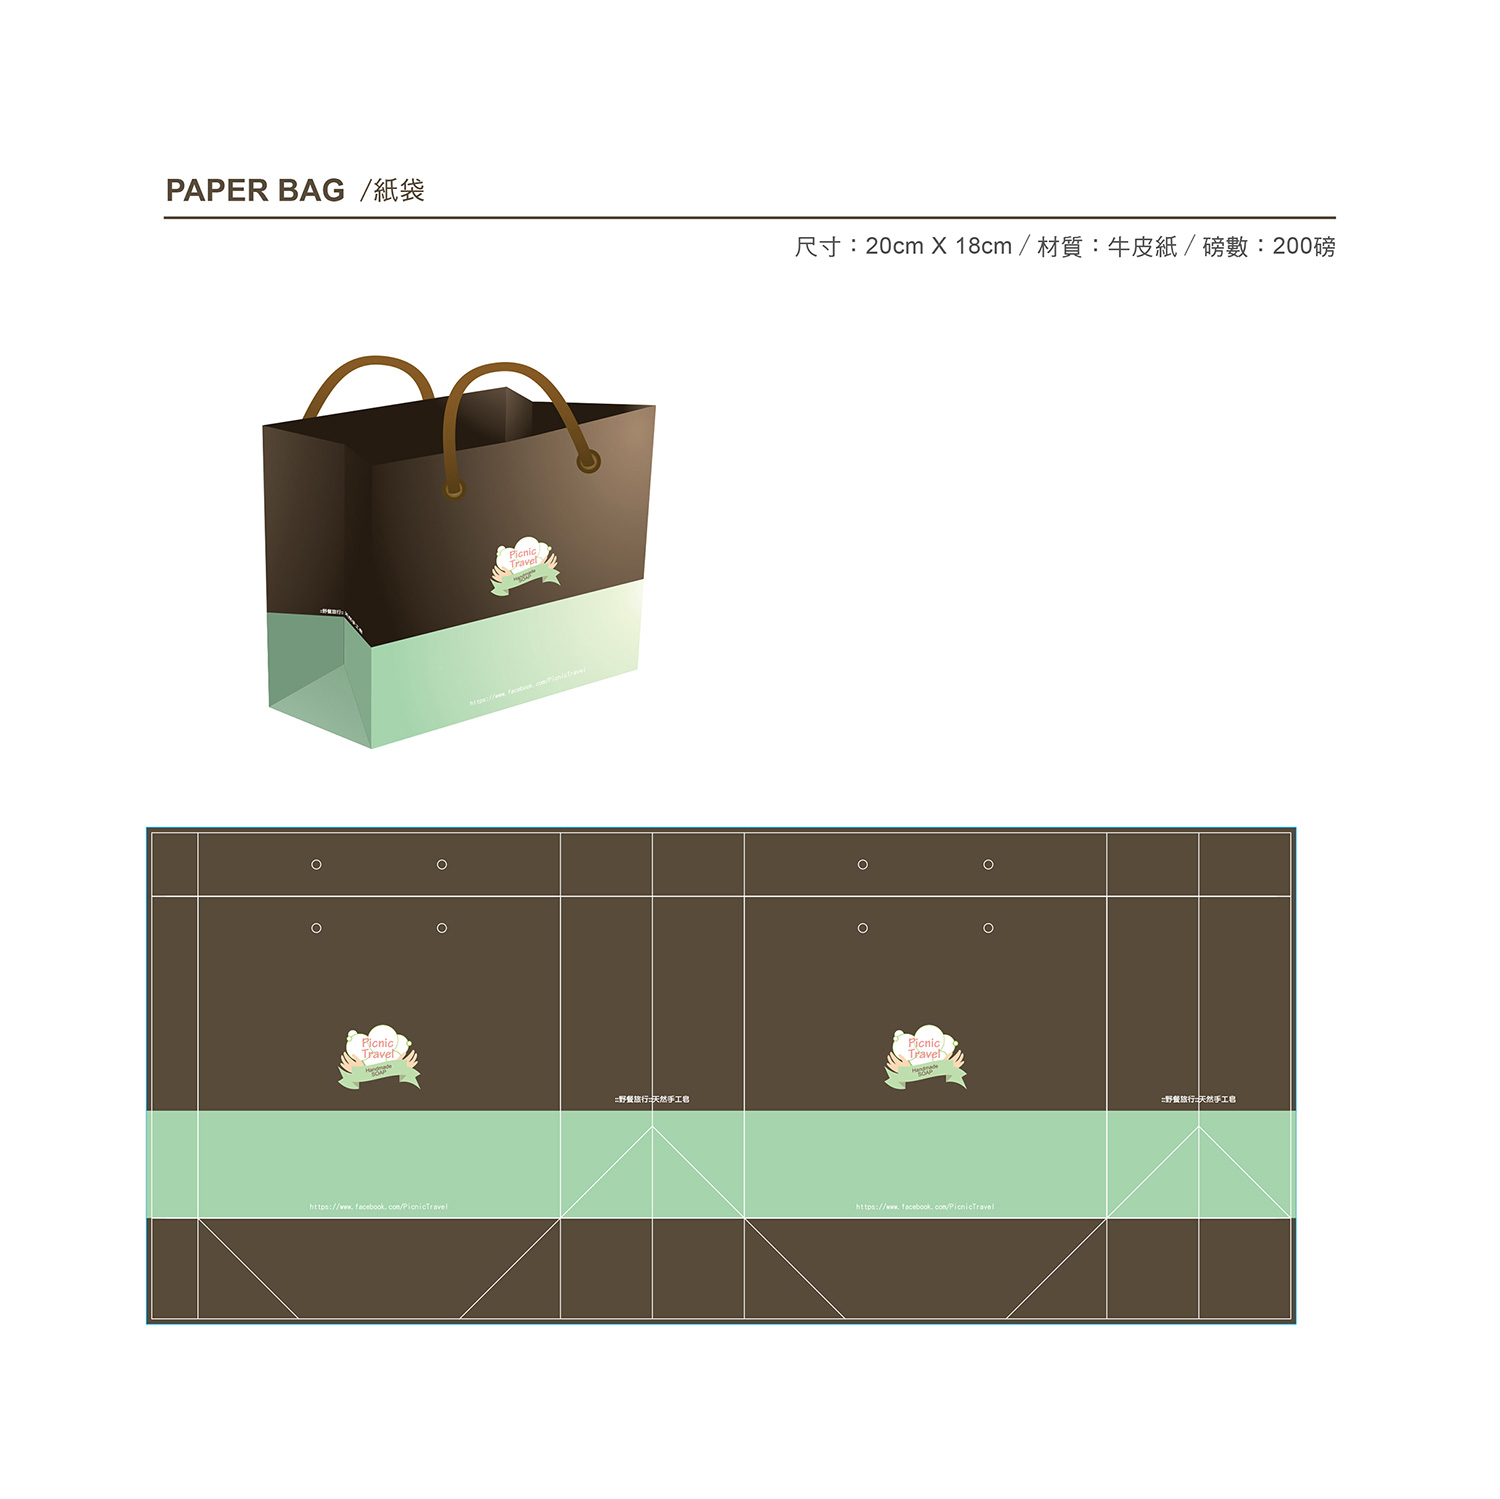 PAPER BAG /紙袋
尺寸：20cm X 18cm / 材質：牛皮紙 / 磅數：200磅
Picnic
Travel
Handmade
SOAP
::野餐旅行::
https://www.facebook.com/PicnicTravel
Picnic
Travel
Handmade
SOAP
::野餐旅行::天然手工皂
https://www.facebook.com/PicnicTravel
Picnic
Travel
Handmade
SOAP
::野餐旅行::天然手工皂
https://www.facebook.com/PicnicTravel